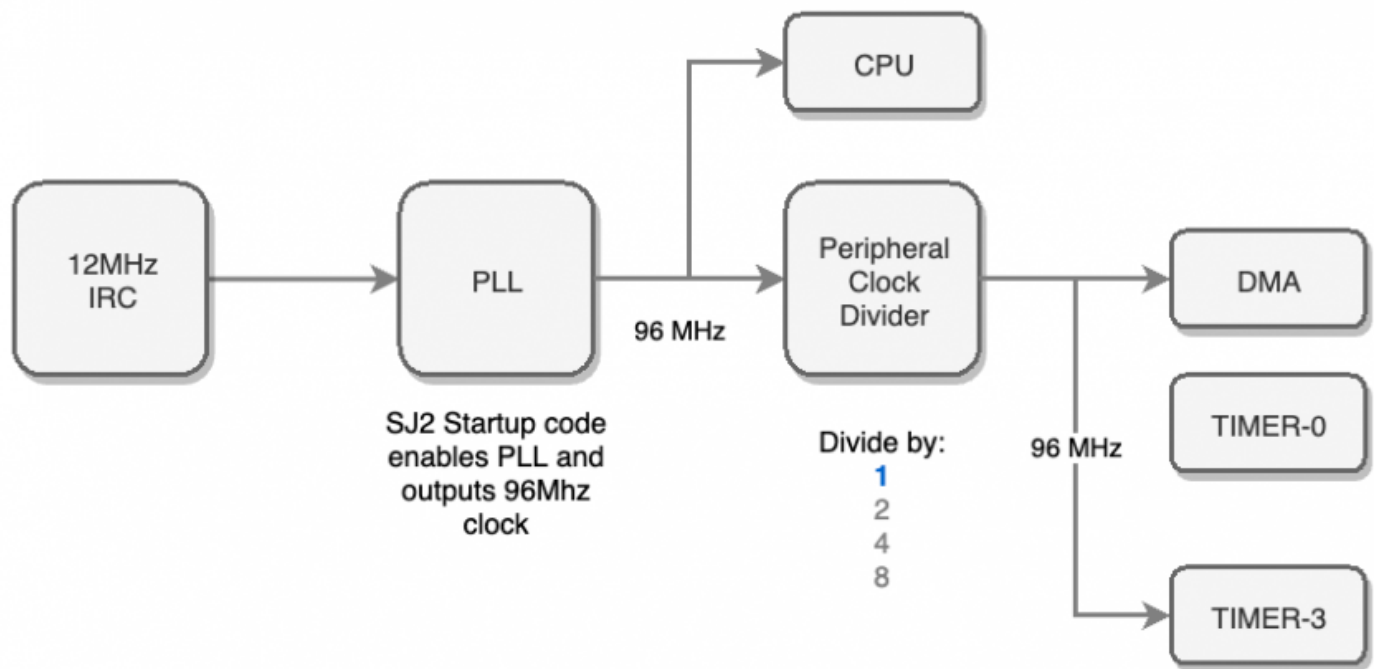 CPU
12MHz
IRC
PLL
96 MHz
Peripheral
Clock
Divider
DMA
TIMER-0
TIMER-3
96 MHz
SJ2 Startup code
enables PLL and
outputs 96Mhz
clock
Divide by:
1
2
4
8